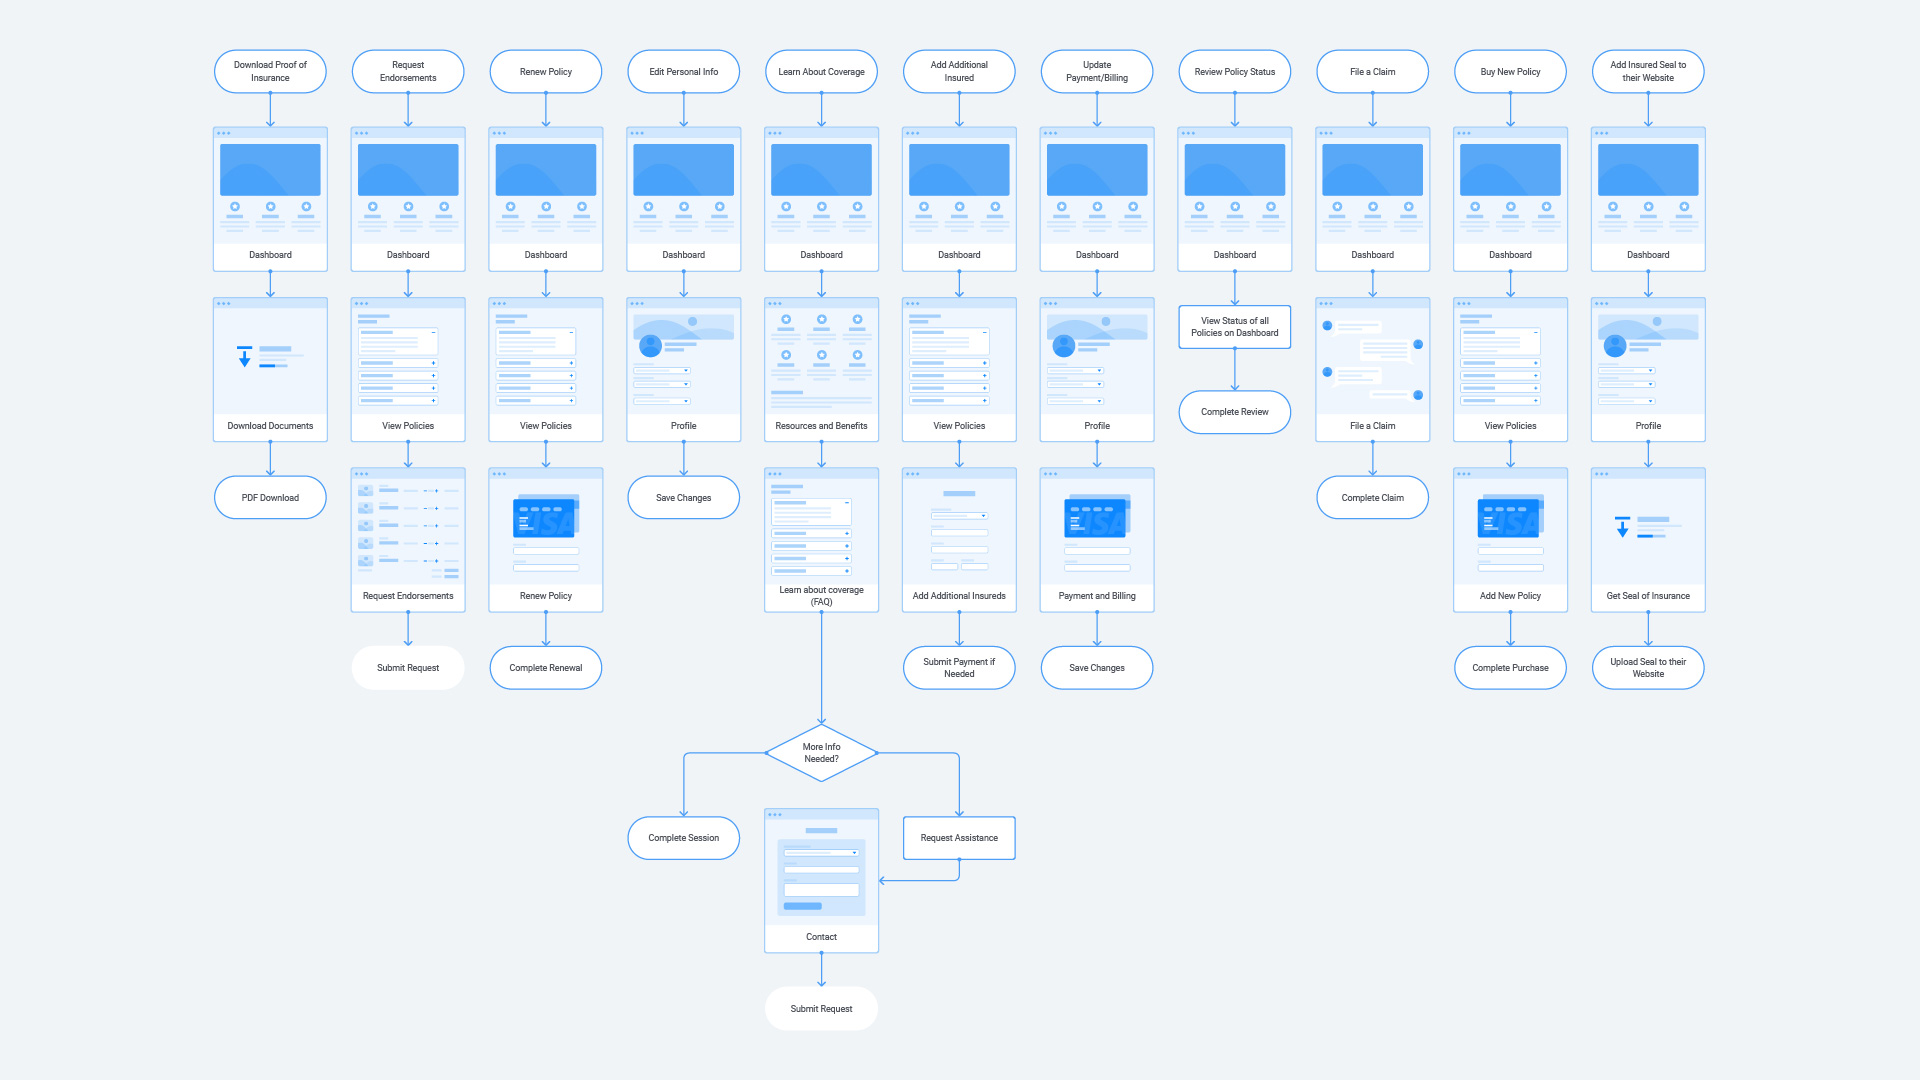 Download Proof of
Insurance
Request
Endorsements
Renew Policy
Edit Personal Info
Learn About Coverage
Add Additional
Insured
Update
Payment/Billing
Review Policy Status
File a Claim
Buy New Policy
Add Insured Seal to
their Website
Dashboard
Dashboard
Dashboard
Dashboard
Dashboard
Dashboard
Dashboard
Dashboard
Dashboard
Dashboard
Dashboard
View Status of all
Policies on Dashboard
Complete Review
Download Documents
View Policies
View Policies
Profile
Resources and Benefits
View Policies
Profile
File a Claim
View Policies
Profile
PDF Download
Save Changes
Complete Claim
VISA
VISA
VISA
Request Endorsements
Renew Policy
Learn about coverage
(FAQ)
Add Additional Insureds
Payment and Billing
Add New Policy
Get Seal of Insurance
Submit Request
Complete Renewal
Submit Payment if
Needed
Save Changes
Complete Purchase
Upload Seal to their
Website
More Info
Needed?
Complete Session
Request Assistance
Contact
Submit Request